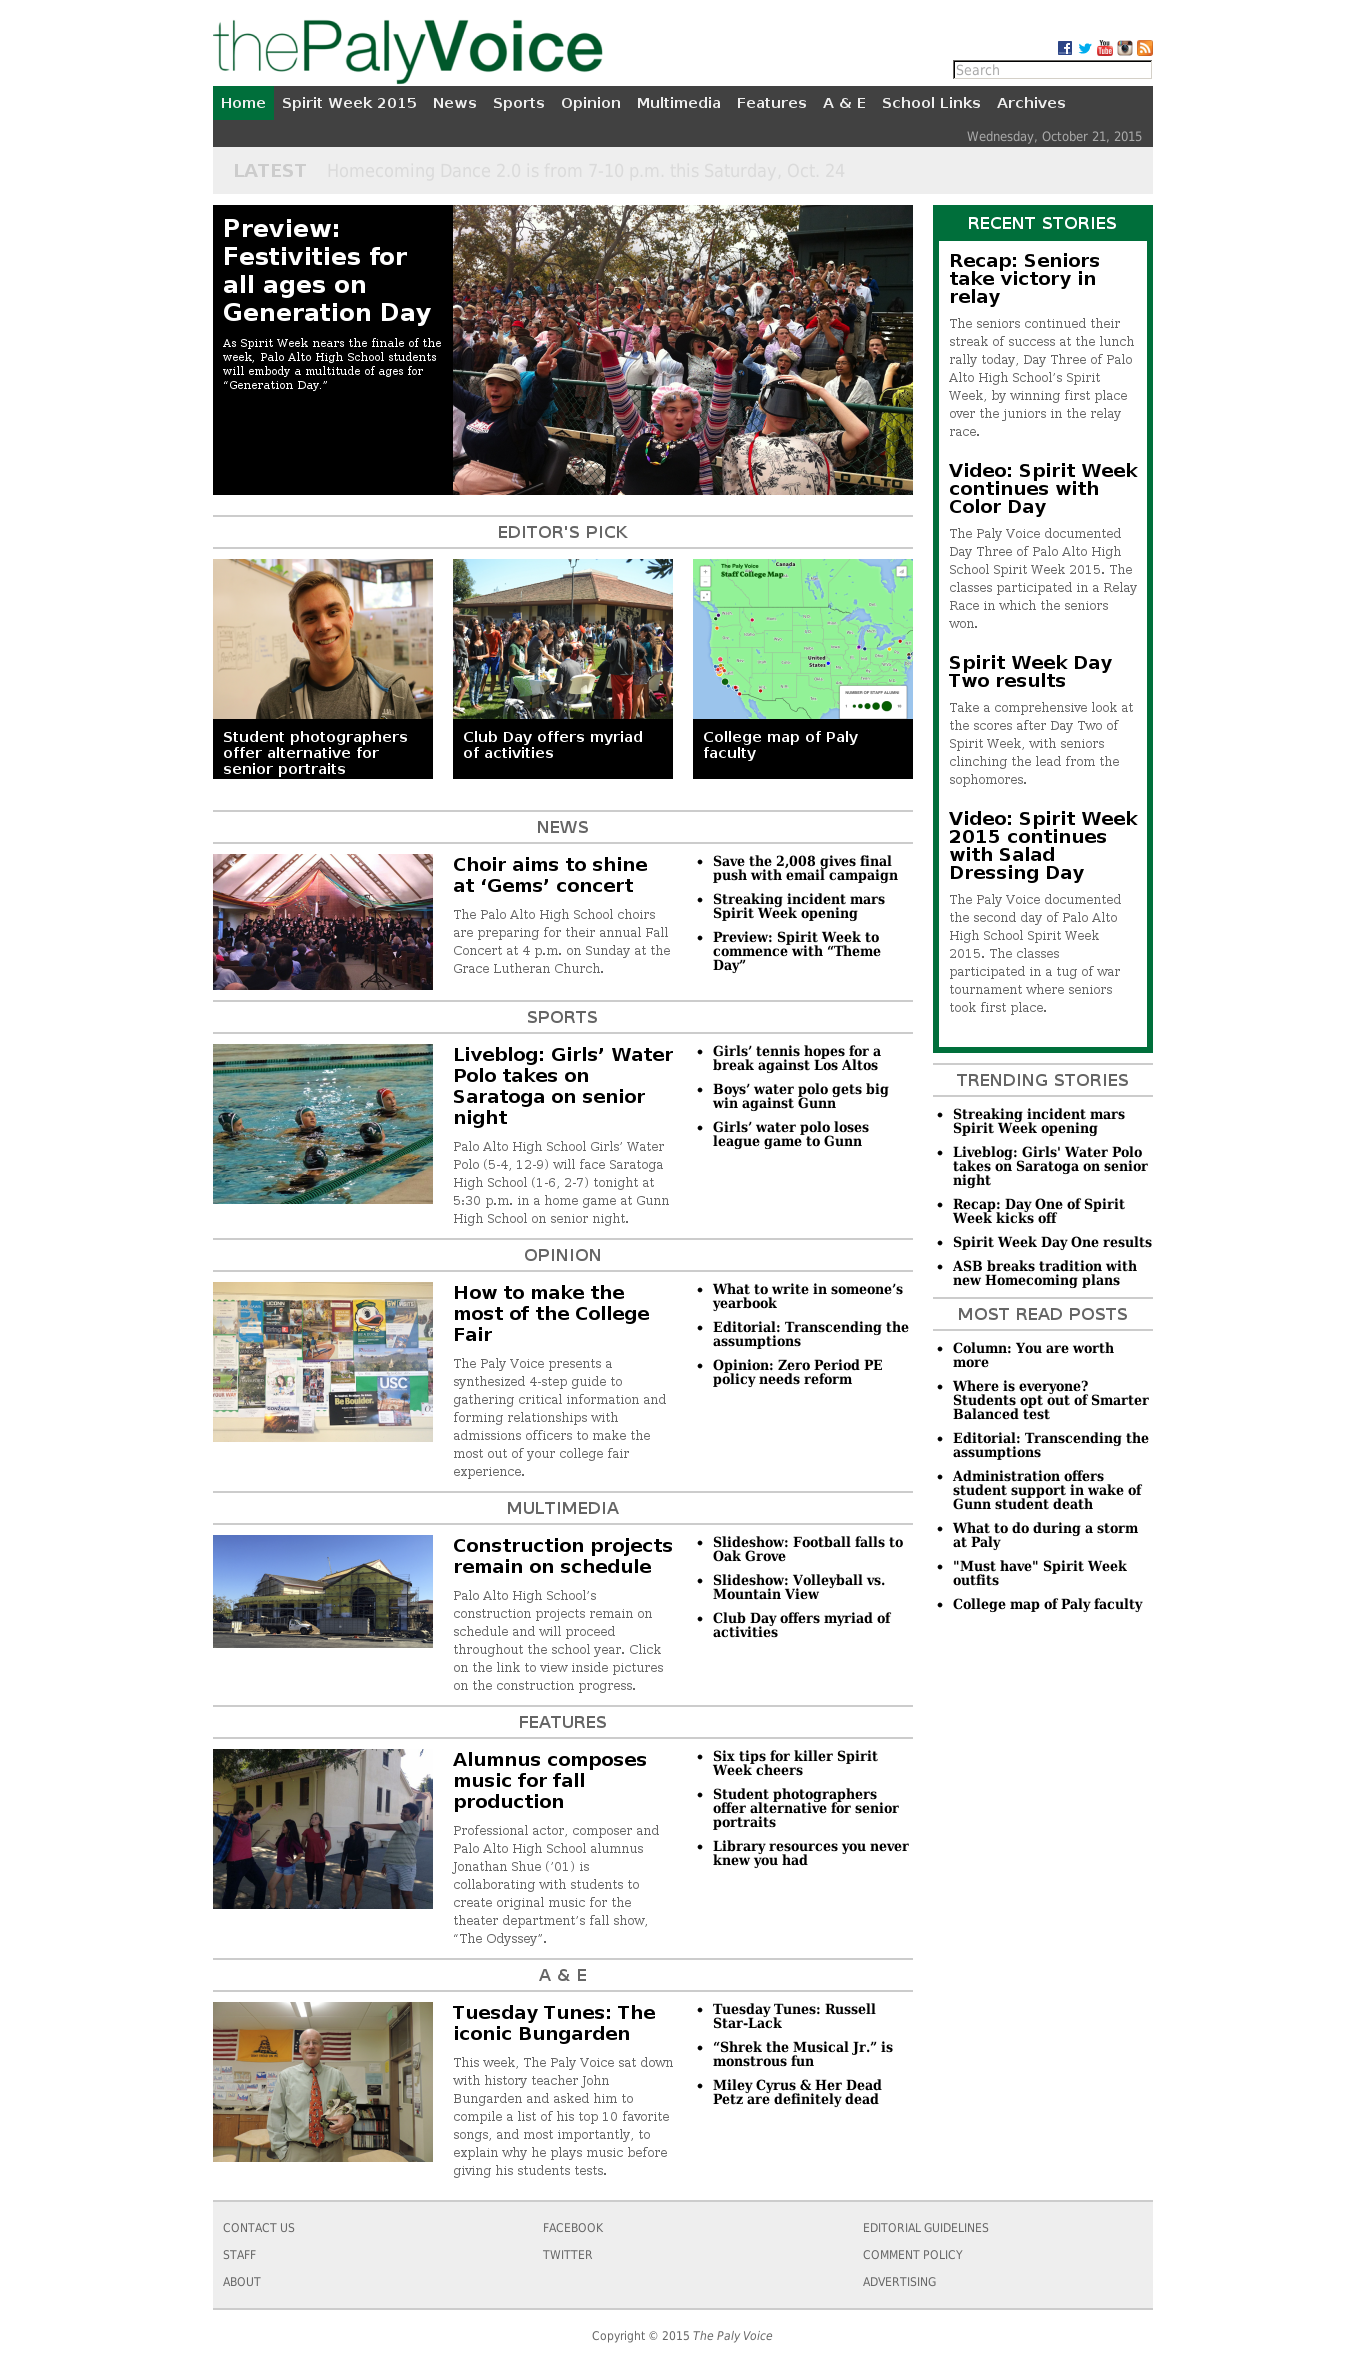 thePalyVoice
Search
Home Spirit Week 2015 News Sports Opinion Multimedia Features A & E School Links Archives
Wednesday, October 21, 2015
LATEST Homecoming Dance 2.0 is from 7-10 p.m. this Saturday, Oct. 24
Preview:
Festivities for
all ages on
Generation Day
As Spirit Week nears the finale of the
week, Palo Alto High School students
will embody a multitude of ages for
“Generation Day.”
EDITOR'S PICK
The Paly Voice
Staff College Map
Canada
United
States
NUMBER OF STAFF ALUMNI
Student photographers
offer alternative for
senior portraits
Club Day offers myriad
of activities
College map of Paly
faculty
NEWS
Choir aims to shine
at ‘Gems’ concert
The Palo Alto High School choirs
are preparing for their annual Fall
Concert at 4 p.m. on Sunday at the
Grace Lutheran Church.
Save the 2,008 gives final
push with email campaign
Streaking incident mars
Spirit Week opening
Preview: Spirit Week to
commence with “Theme
Day”
SPORTS
Liveblog: Girls’ Water
Polo takes on
Saratoga on senior
night
Palo Alto High School Girls’ Water
Polo (5-4, 12-9) will face Saratoga
High School (1-6, 2-7) tonight at
5:30 p.m. in a home game at Gunn
High School on senior night.
Girls’ tennis hopes for a
break against Los Altos
Boys’ water polo gets big
win against Gunn
Girls’ water polo loses
league game to Gunn
OPINION
UCONN
USC
Be Boulder.
GONZAGA
How to make the
most of the College
Fair
The Paly Voice presents a
synthesized 4-step guide to
gathering critical information and
forming relationships with
admissions officers to make the
most out of your college fair
experience.
What to write in someone’s
yearbook
Editorial: Transcending the
assumptions
Opinion: Zero Period PE
policy needs reform
MULTIMEDIA
Construction projects
remain on schedule
Palo Alto High School’s
construction projects remain on
schedule and will proceed
throughout the school year. Click
on the link to view inside pictures
on the construction progress.
Slideshow: Football falls to
Oak Grove
Slideshow: Volleyball vs.
Mountain View
Club Day offers myriad of
activities
FEATURES
Alumnus composes
music for fall
production
Professional actor, composer and
Palo Alto High School alumnus
Jonathan Shue (’01) is
collaborating with students to
create original music for the
theater department’s fall show,
“The Odyssey”.
Six tips for killer Spirit
Week cheers
Student photographers
offer alternative for senior
portraits
Library resources you never
knew you had
A & E
Tuesday Tunes: The
iconic Bungarden
This week, The Paly Voice sat down
with history teacher John
Bungarden and asked him to
compile a list of his top 10 favorite
songs, and most importantly, to
explain why he plays music before
giving his students tests.
Tuesday Tunes: Russell
Star-Lack
“Shrek the Musical Jr.” is
monstrous fun
Miley Cyrus & Her Dead
Petz are definitely dead
RECENT STORIES
Recap: Seniors
take victory in
relay
The seniors continued their
streak of success at the lunch
rally today, Day Three of Palo
Alto High School’s Spirit
Week, by winning first place
over the juniors in the relay
race.
Video: Spirit Week
continues with
Color Day
The Paly Voice documented
Day Three of Palo Alto High
School Spirit Week 2015. The
classes participated in a Relay
Race in which the seniors
won.
Spirit Week Day
Two results
Take a comprehensive look at
the scores after Day Two of
Spirit Week, with seniors
clinching the lead from the
sophomores.
Video: Spirit Week
2015 continues
with Salad
Dressing Day
The Paly Voice documented
the second day of Palo Alto
High School Spirit Week
2015. The classes
participated in a tug of war
tournament where seniors
took first place.
TRENDING STORIES
Streaking incident mars
Spirit Week opening
Liveblog: Girls' Water Polo
takes on Saratoga on senior
night
Recap: Day One of Spirit
Week kicks off
Spirit Week Day One results
ASB breaks tradition with
new Homecoming plans
MOST READ POSTS
Column: You are worth
more
Where is everyone?
Students opt out of Smarter
Balanced test
Editorial: Transcending the
assumptions
Administration offers
student support in wake of
Gunn student death
What to do during a storm
at Paly
"Must have" Spirit Week
outfits
College map of Paly faculty
CONTACT US
STAFF
ABOUT
FACEBOOK
TWITTER
EDITORIAL GUIDELINES
COMMENT POLICY
ADVERTISING
Copyright © 2015 The Paly Voice